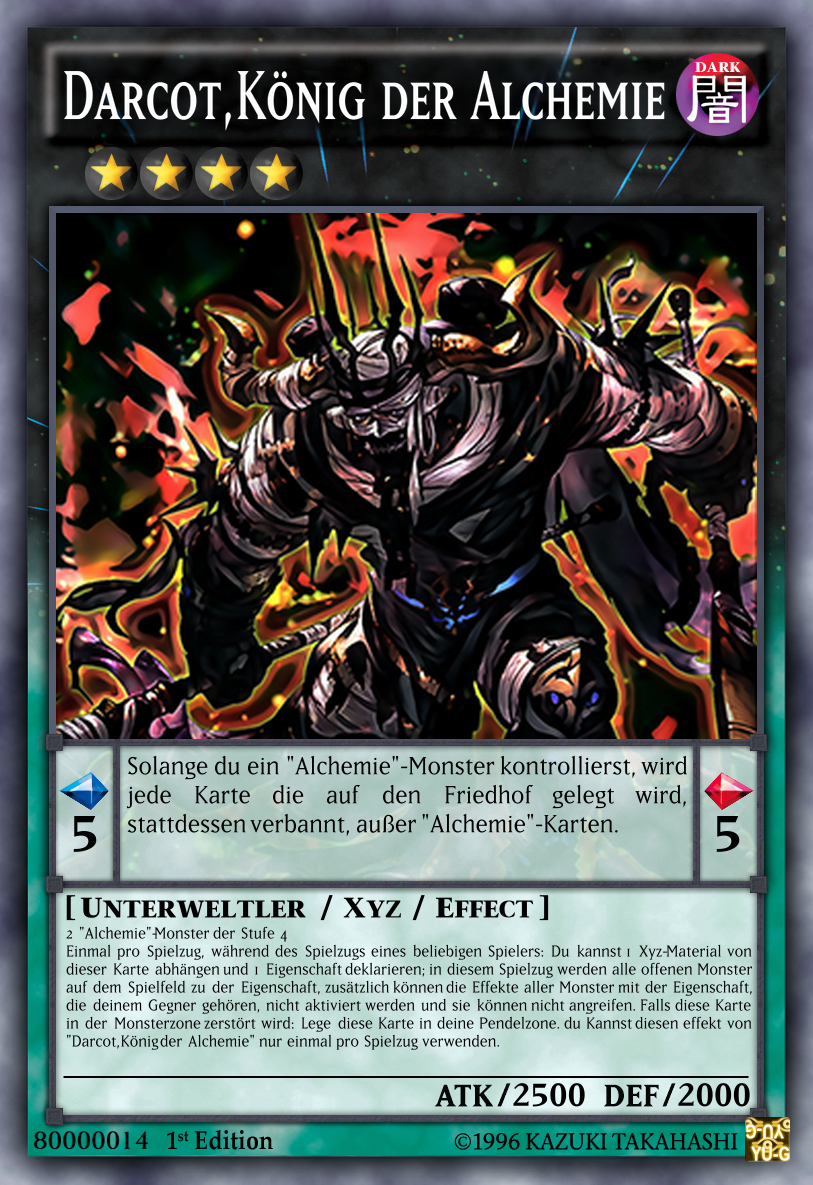 Darcot,König der Alchemie
DARK
闇
Solange du ein "Alchemie"-Monster kontrollierst, wird
jede Karte die auf den Friedhof gelegt wird,
stattdessen verbannt, außer "Alchemie"-Karten.
5
5
[ Unterweltler / Xyz / Effect ]
2 "Alchemie"-Monster der Stufe 4
Einmal pro Spielzug, während des Spielzugs eines beliebigen Spielers: Du kannst 1 Xyz-Material von
dieser Karte abhängen und 1 Eigenschaft deklarieren; in diesem Spielzug werden alle offenen Monster
auf dem Spielfeld zu der Eigenschaft, zusätzlich können die Effekte aller Monster mit der Eigenschaft,
die deinem Gegner gehören, nicht aktiviert werden und sie können nicht angreifen. Falls diese Karte
in der Monsterzone zerstört wird: Lege diese Karte in deine Pendelzone. du Kannst diesen effekt von
"Darcot,König der Alchemie" nur einmal pro Spielzug verwenden.
ATK/2500 DEF/2000
80000014 1st Edition
©1996 KAZUKI TAKAHASHI